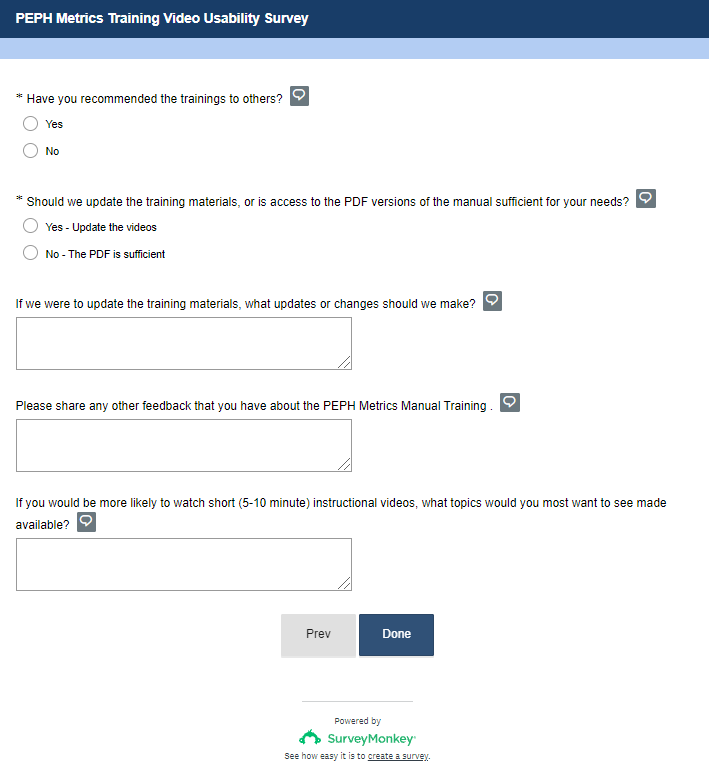 PEPH Metrics Training Video Usability Survey
* Have you recommended the trainings to others?
Yes
No
* Should we update the training materials, or is access to the PDF versions of the manual sufficient for your needs?
Yes - Update the videos
No - The PDF is sufficient
If we were to update the training materials, what updates or changes should we make?
Please share any other feedback that you have about the PEPH Metrics Manual Training .
If you would be more likely to watch short (5-10 minute) instructional videos, what topics would you most want to see made
available?
Prev
Done
Powered by
SurveyMonkey
See how easy it is to create a survey.